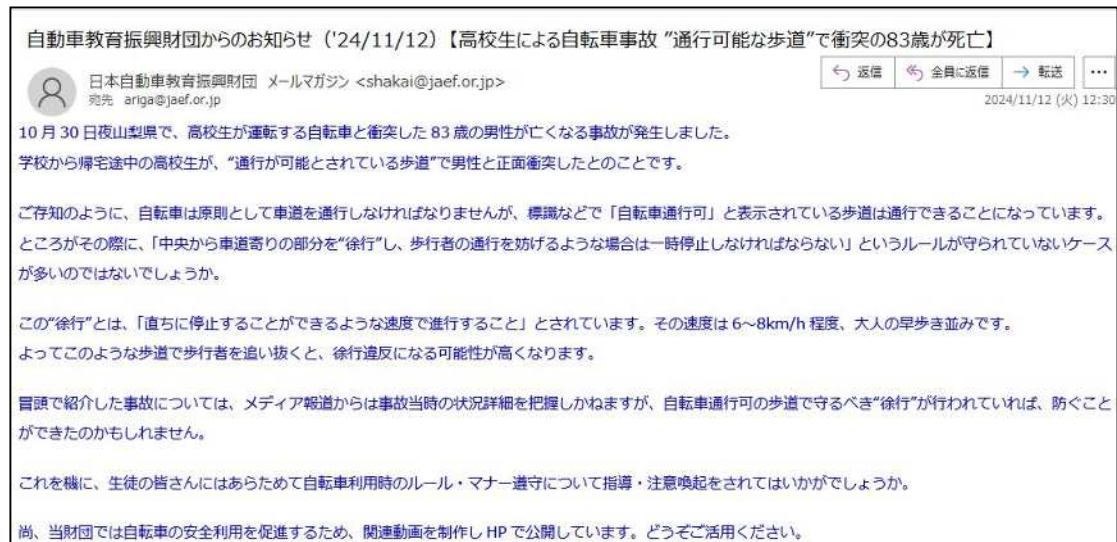 自動車教育振興財団からのお知らせ（'24/11/12）【高校生による自転車事故 ”通行可能な歩道”で衝突の83歳が死亡】
日本自動車教育振興財団 メールマガジン <shakai@jaef.or.jp>
宛先 ariga@jaef.or.jp
返信 全員に返信 転送 …
2024/11/12 (火) 12:30
10月30日夜山梨県で、高校生が運転する自転車と衝突した83歳の男性が亡くなる事故が発生しました。
学校から帰宅途中の高校生が、“通行が可能とされている歩道”で男性と正面衝突したとのことです。
ご存知のように、自転車は原則として車道を通行しなければなりませんが、標識などで「自転車通行可」と表示されている歩道は通行できることになっています。
ところがその際に、「中央から車道寄りの部分を“徐行”し、歩行者の通行を妨げるような場合は一時停止しなければならない」というルールが守られていないケース
が多いのではないでしょうか。
この“徐行”とは、「直ちに停止することができるような速度で進行すること」とされています。その速度は6～8km/h程度、大人の早歩き並みです。
よってこのような歩道で歩行者を追い抜くと、徐行違反になる可能性が高くなります。
冒頭で紹介した事故については、メディア報道からは事故当時の状況詳細を把握しかねますが、自転車通行可の歩道で守るべき“徐行”が行われていれば、防ぐこと
ができたのかもしれません。
これを機に、生徒の皆さんにはあらためて自転車利用時のルール・マナー遵守について指導・注意喚起をされてはいかがでしょうか。
尚、当財団では自転車の安全利用を促進するため、関連動画を制作しHPで公開しています。どうぞご活用ください。